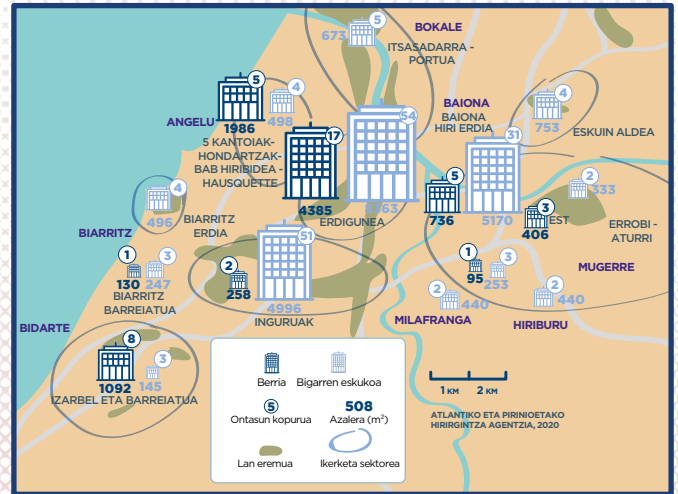 BOKALE
5
673
ITSASADARRA -
PORTUA
5
1986
4
498
ANGELU
5 KANTOIAK-
HONDARTZAK-
BAB HIRIBIDEA -
HAUSQUETTE
17
4385
54
ERDIGUNEA
BAIONA
BAIONA
HIRI ERDIA
31
5170
5
736
4
753
ESKUIN ALDEA
2
333
3
406
EST
ERROBI -
ATURRI
4
496
BIARRITZ
ERDIA
BIARRITZ
1
130
3
247
BIARRITZ
BARREIATUA
2
258
51
4996
INGURUAK
1
95
3
253
MUGERRE
2
440
MILAFRANGA
2
440
HIRIBURU
BIDARTE
8
1092
3
145
IZARBEL ETA BARREIATUA
Berria
Bigarren eskukoa
5
508
Ontasun kopurua
Azalera (m²)
Lan eremua
Ikerketa sektorea
1 KM
2 KM
ATLANTIKO ETA PIRINIOETAKO
HIRIGINTZA AGENTZIA, 2020